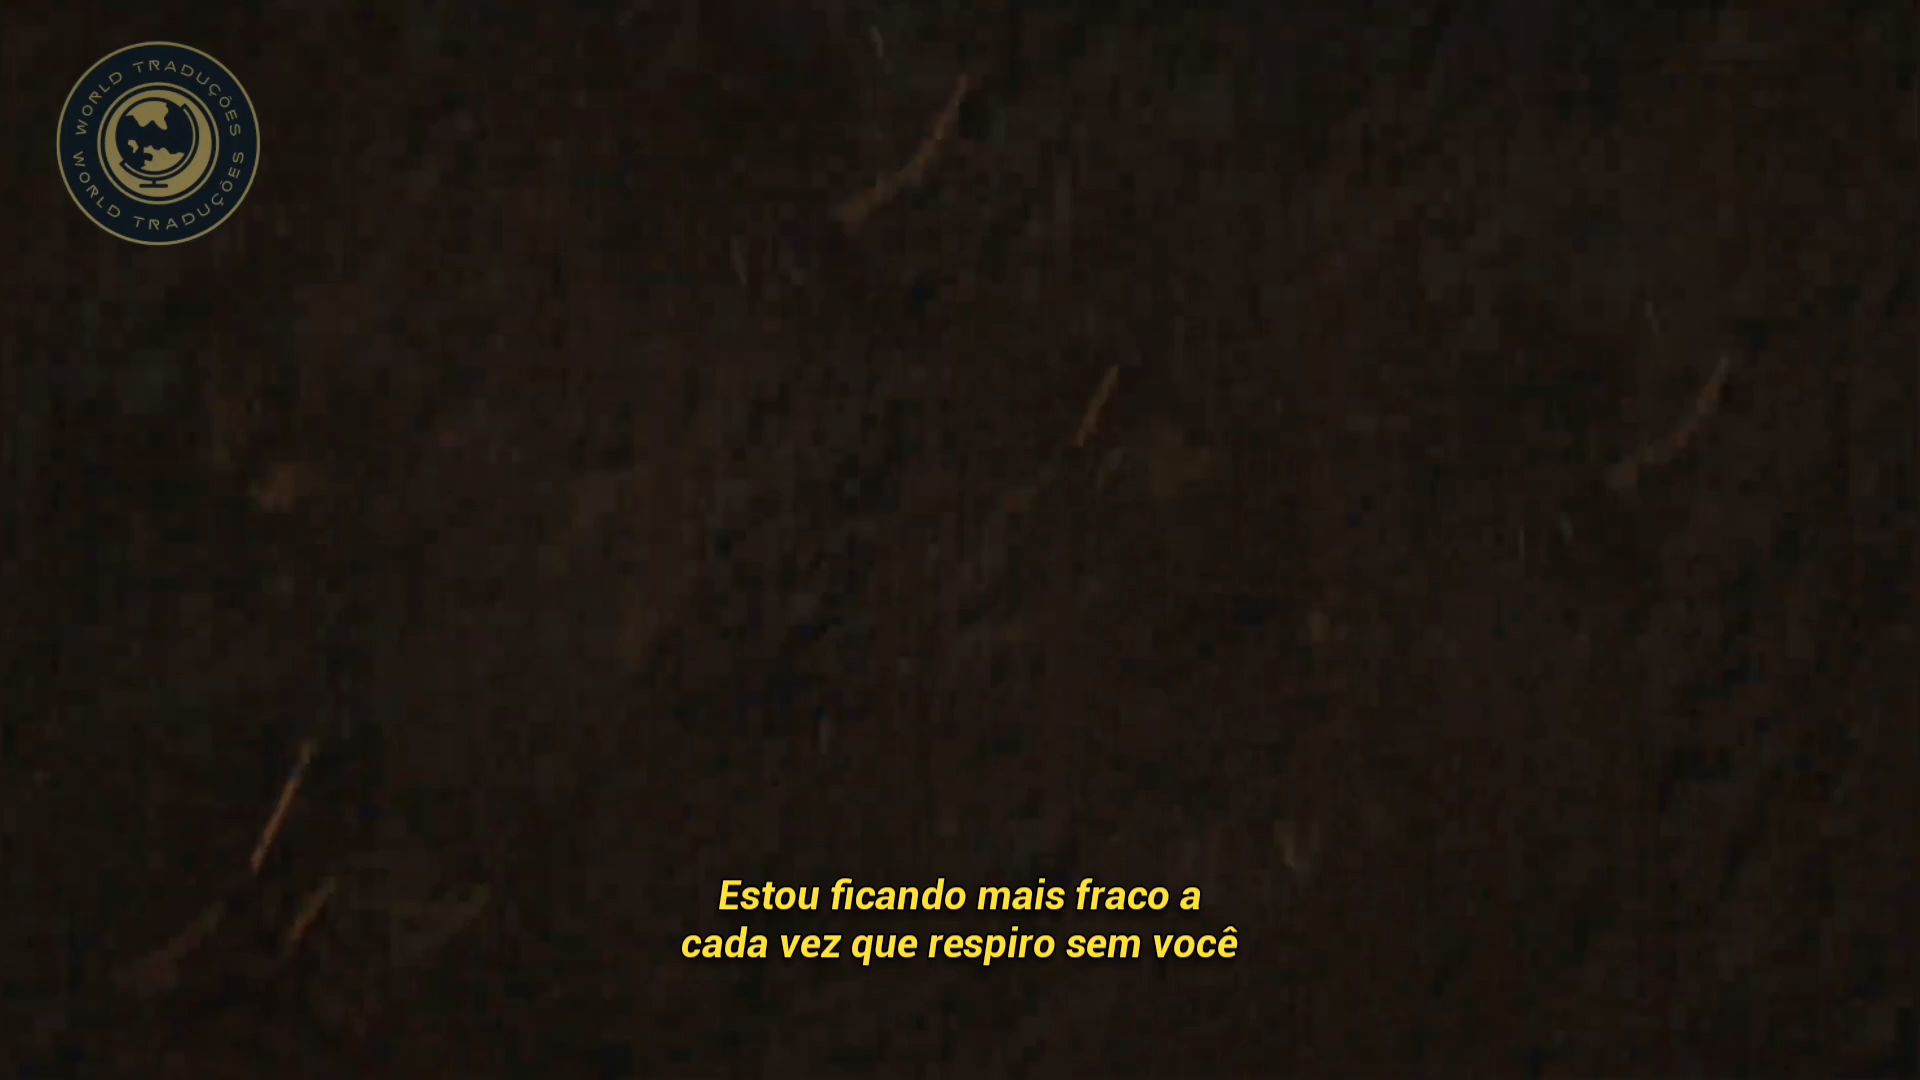 WORLD TRADUÇÕES
WORLD TRADUÇÕES
Estou ficando mais fraco a
cada vez que respiro sem você